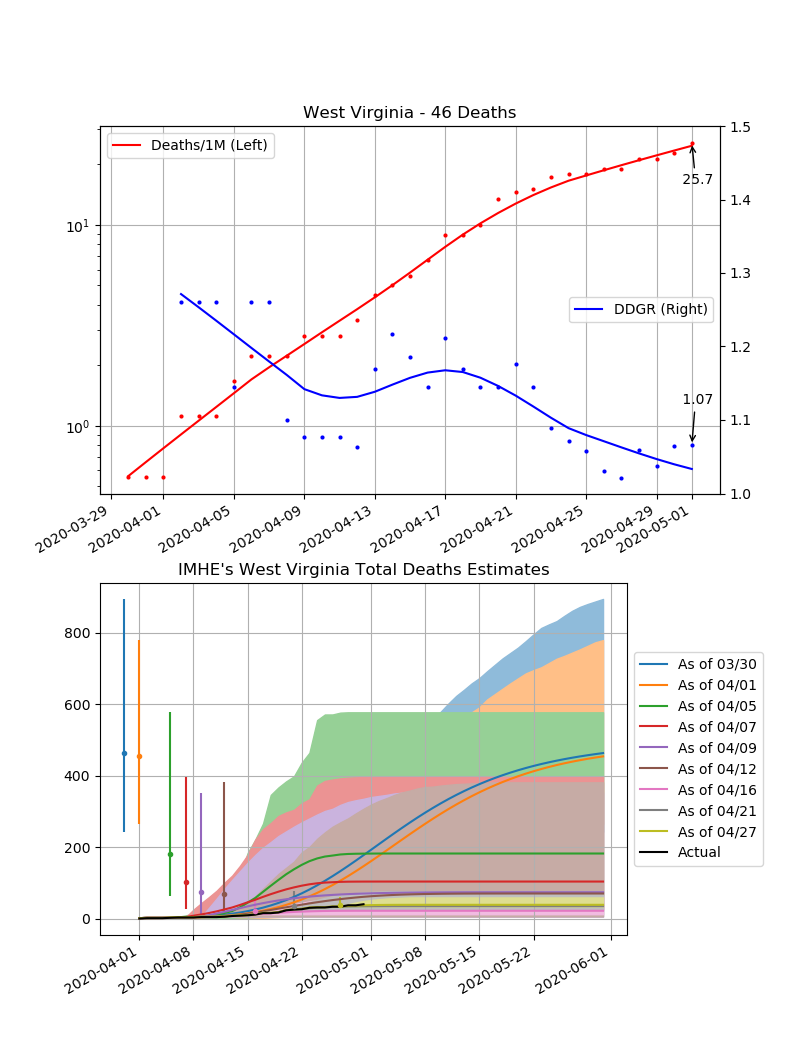 West Virginia - 46 Deaths
Deaths/1M (Left)
DDGR (Right)
25.7
1.07
10¹
10⁰
1.5
1.4
1.3
1.2
1.1
1.0
2020-03-29
2020-04-01
2020-04-05
2020-04-09
2020-04-13
2020-04-17
2020-04-21
2020-04-25
2020-04-29
2020-05-01
IMHE's West Virginia Total Deaths Estimates
800
600
400
200
0
2020-04-01
2020-04-08
2020-04-15
2020-04-22
2020-05-01
2020-05-08
2020-05-15
2020-05-22
2020-06-01
As of 03/30
As of 04/01
As of 04/05
As of 04/07
As of 04/09
As of 04/12
As of 04/16
As of 04/21
As of 04/27
Actual